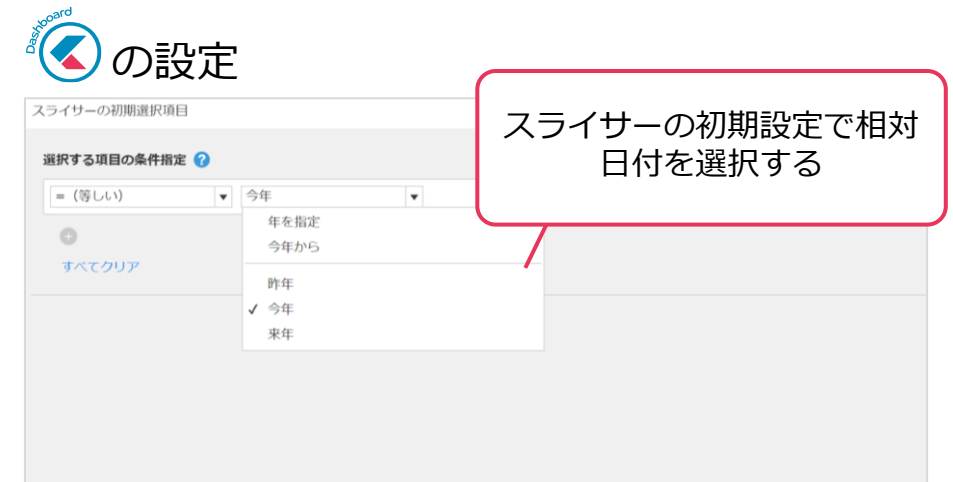 Dashboard
の設定
スライサーの初期設定で相対
日付を選択する
スライサーの初期選択項目
選択する項目の条件指定 ?
= (等しい) 今年
年を指定
今年から
すべてクリア
昨年
✓ 今年
来年